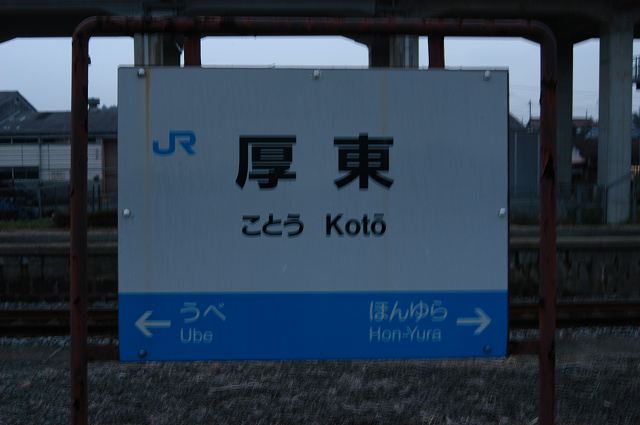 JR
厚東
ことう Kotō
← うべ ほんゆら →
Ube Hon-Yura